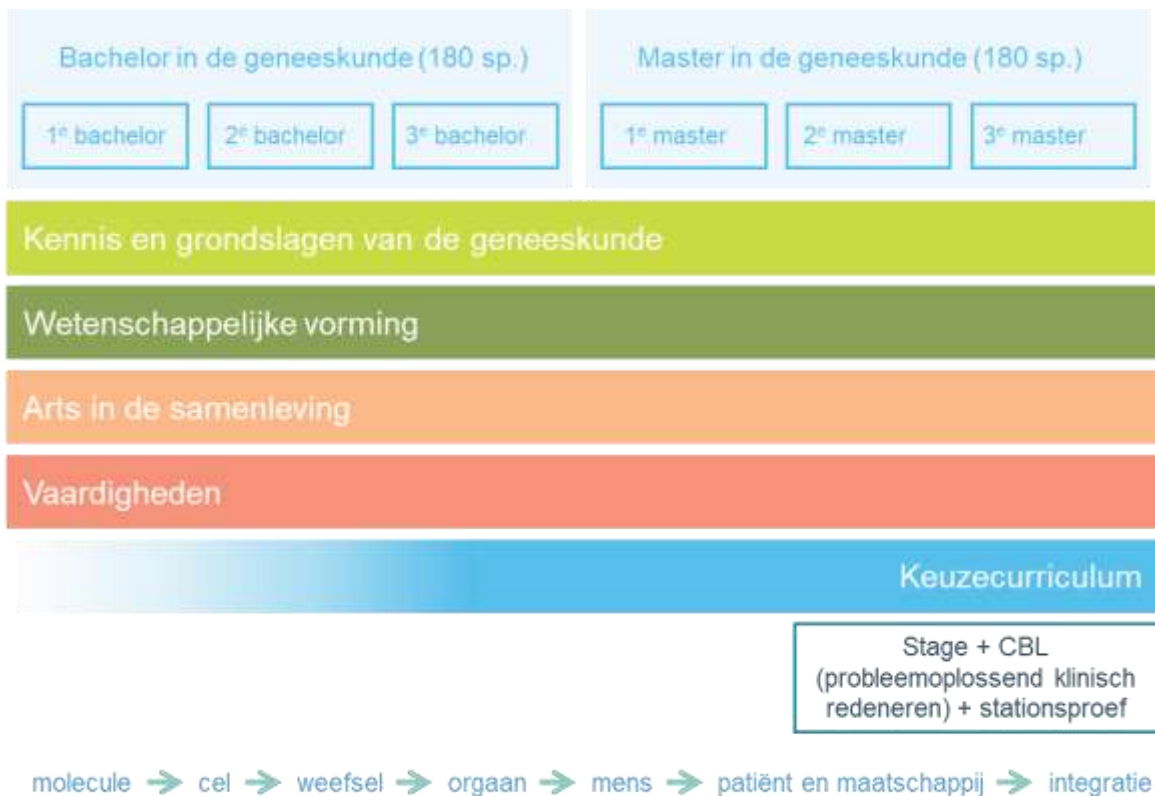 Bachelor in de geneeskunde (180 sp.)
Master in de geneeskunde (180 sp.)
1e bachelor
2e bachelor
3e bachelor
1e master
2e master
3e master
Kennis en grondslagen van de geneeskunde
Wetenschappelijke vorming
Arts in de samenleving
Vaardigheden
Keuzecurriculum
Stage + CBL
(probleemoplossend klinisch
redeneren) + stationsproef
molecule → cel → weefsel → orgaan → mens → patiënt en maatschappij → integratie